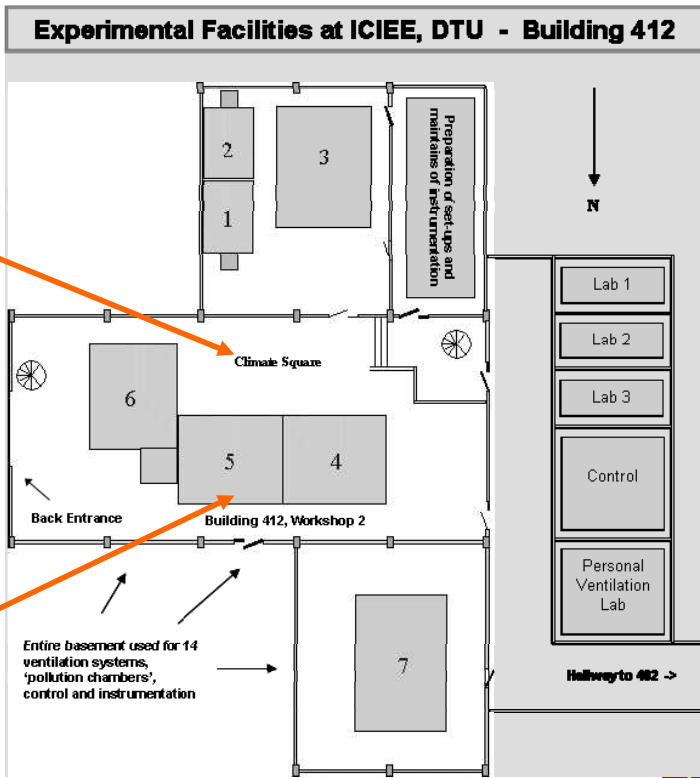 Experimental Facilities at ICIEE, DTU - Building 412
2
3
1
Preparation of set-ups and
maintains of instrumentation
N
Lab 1
Lab 2
Lab 3
Control
Personal
Ventilation
Lab
Climate Square
6
5
4
Back Entrance
Building 412, Workshop 2
Entire basement used for 14
ventilation systems,
'pollution chambers',
control and instrumentation
7
Hallway to 402 ->